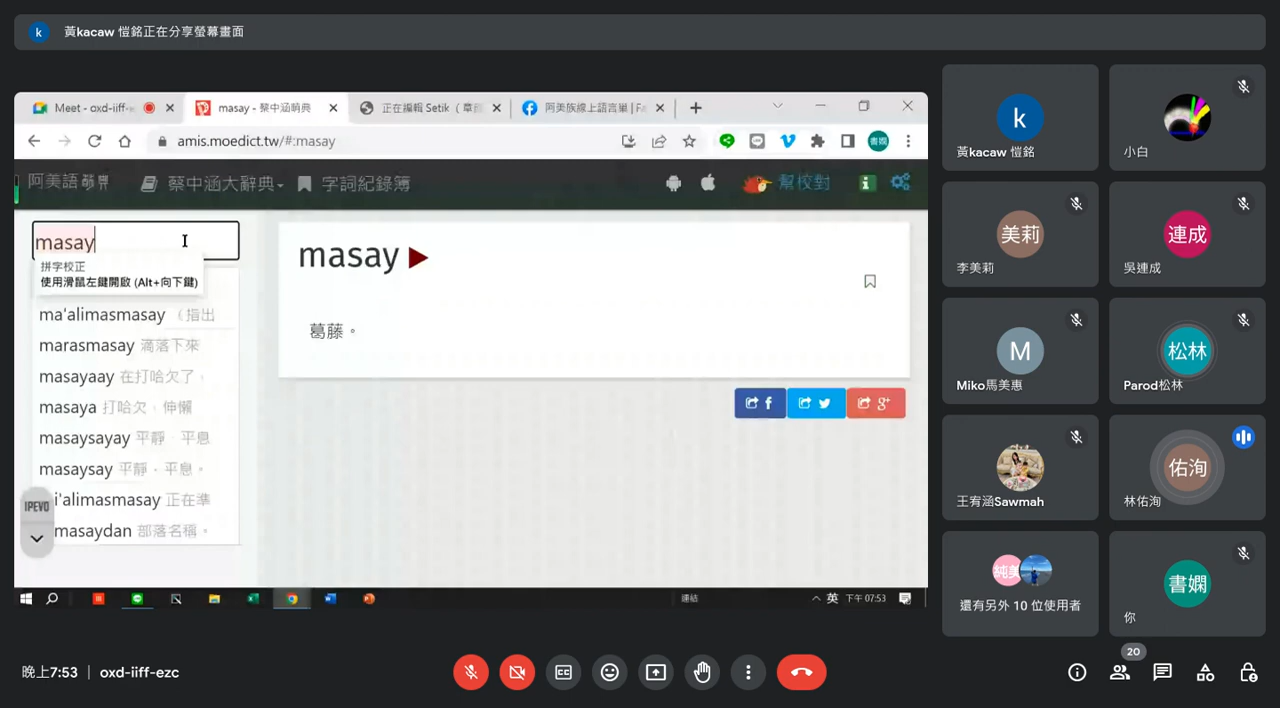 k 黃kacaw 愷銘正在分享螢幕畫面
Meet - oxd-iiff-
masay - 蔡中涵萌典
正在編輯 Setik （ 章
阿美族線上語言巢 | Fa
amis.moedict.tw/#:masay
書嫻
阿美語萌典
蔡中涵大辭典
字詞紀錄簿
幫校對
masay
拼字校正
使用滑鼠左鍵開啟 (Alt+向下鍵)
ma'alimasmasay （指出
marasmasay 滴落下來
masayaay 在打哈欠了，
masaya 打哈欠，伸懶
masaysayay 平靜，平息
masaysay 平靜，平息。
i'alimasmasay 正在準
masaydan 部落名稱。
IPEVO
masay
葛藤。
f
g+
連結
英
下午 07:53
k
黃kacaw 愷銘
小白
美莉
李美莉
連成
吳連成
M
Miko馬美惠
松林
Parod松林
王宥涵Sawmah
佑洵
林佑洵
純美
還有另外 10 位使用者
書嫻
你
晚上7:53 | oxd-iiff-ezc
20